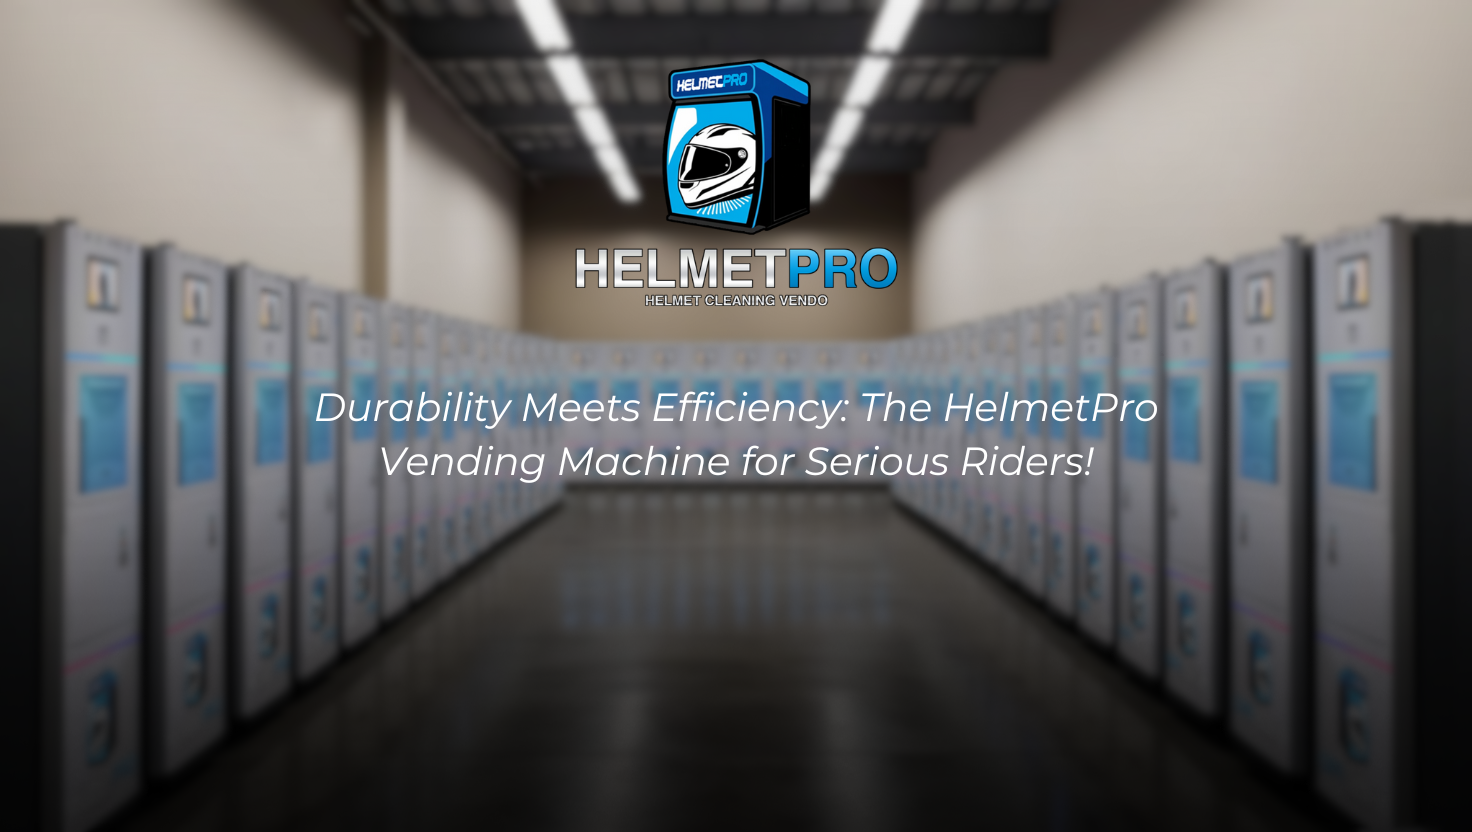 HELMETPRO
HELMETPRO
HELMET CLEANING VENDO
Durability Meets Efficiency: The HelmetPro
Vending Machine for Serious Riders!